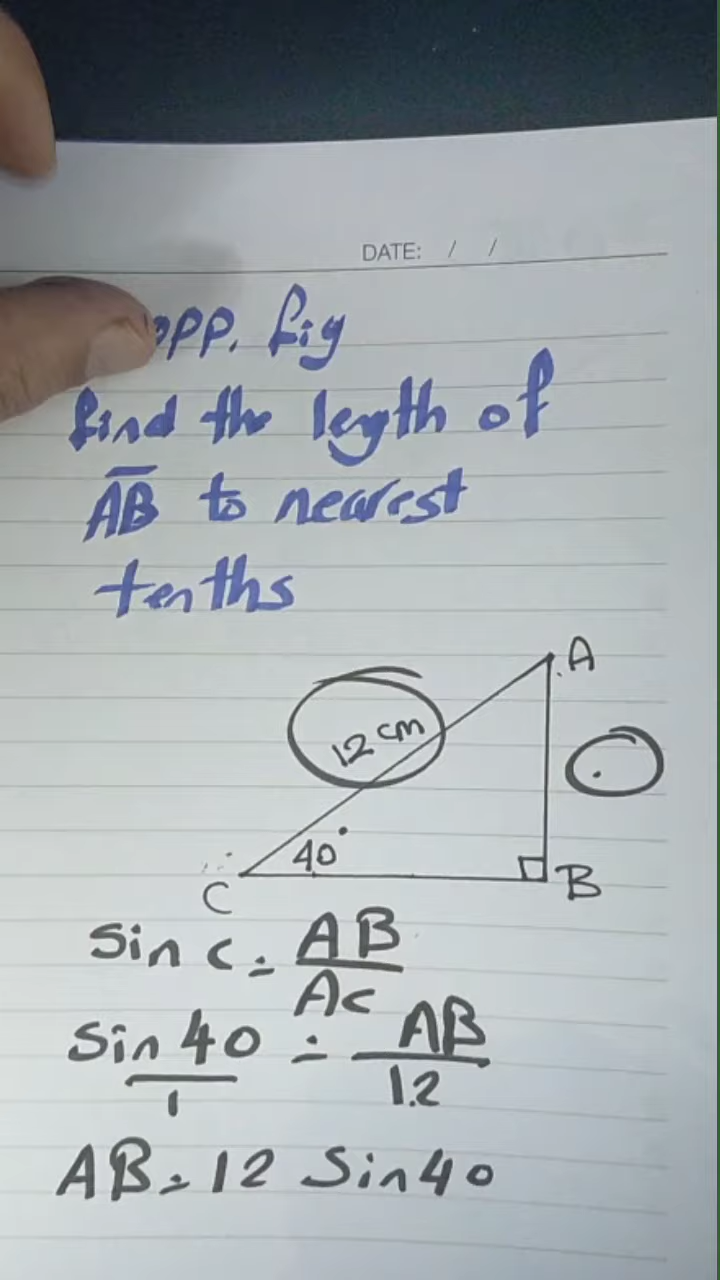 DATE: / /
opp. fig
find the length of
AB to nearest
tenths
A
12 cm
40°
C
B
Sin C = AB/AC
Sin 40/1 = AB/12
AB = 12 Sin 40